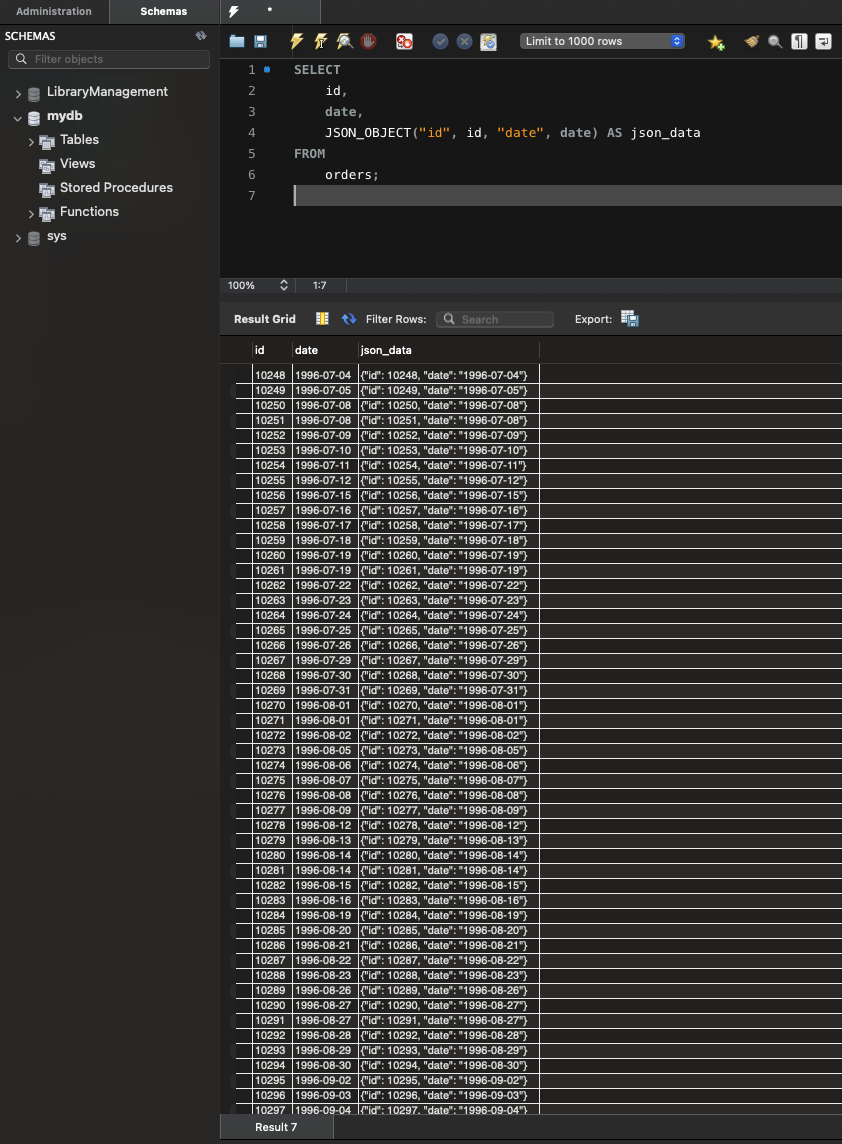 Administration Schemas *
SCHEMAS
Filter objects
LibraryManagement
mydb
Tables
Views
Stored Procedures
Functions
sys
Limit to 1000 rows
1 SELECT
2 id,
3 date,
4 JSON_OBJECT("id", id, "date", date) AS json_data
5 FROM
6 orders;
7
100% 1:7
Result Grid Filter Rows: Search Export:
id date json_data
10248 1996-07-04 {"id": 10248, "date": "1996-07-04"}
10249 1996-07-05 {"id": 10249, "date": "1996-07-05"}
10250 1996-07-08 {"id": 10250, "date": "1996-07-08"}
10251 1996-07-08 {"id": 10251, "date": "1996-07-08"}
10252 1996-07-09 {"id": 10252, "date": "1996-07-09"}
10253 1996-07-10 {"id": 10253, "date": "1996-07-10"}
10254 1996-07-11 {"id": 10254, "date": "1996-07-11"}
10255 1996-07-12 {"id": 10255, "date": "1996-07-12"}
10256 1996-07-15 {"id": 10256, "date": "1996-07-15"}
10257 1996-07-16 {"id": 10257, "date": "1996-07-16"}
10258 1996-07-17 {"id": 10258, "date": "1996-07-17"}
10259 1996-07-18 {"id": 10259, "date": "1996-07-18"}
10260 1996-07-19 {"id": 10260, "date": "1996-07-19"}
10261 1996-07-19 {"id": 10261, "date": "1996-07-19"}
10262 1996-07-22 {"id": 10262, "date": "1996-07-22"}
10263 1996-07-23 {"id": 10263, "date": "1996-07-23"}
10264 1996-07-24 {"id": 10264, "date": "1996-07-24"}
10265 1996-07-25 {"id": 10265, "date": "1996-07-25"}
10266 1996-07-26 {"id": 10266, "date": "1996-07-26"}
10267 1996-07-29 {"id": 10267, "date": "1996-07-29"}
10268 1996-07-30 {"id": 10268, "date": "1996-07-30"}
10269 1996-07-31 {"id": 10269, "date": "1996-07-31"}
10270 1996-08-01 {"id": 10270, "date": "1996-08-01"}
10271 1996-08-01 {"id": 10271, "date": "1996-08-01"}
10272 1996-08-02 {"id": 10272, "date": "1996-08-02"}
10273 1996-08-05 {"id": 10273, "date": "1996-08-05"}
10274 1996-08-06 {"id": 10274, "date": "1996-08-06"}
10275 1996-08-07 {"id": 10275, "date": "1996-08-07"}
10276 1996-08-08 {"id": 10276, "date": "1996-08-08"}
10277 1996-08-09 {"id": 10277, "date": "1996-08-09"}
10278 1996-08-12 {"id": 10278, "date": "1996-08-12"}
10279 1996-08-13 {"id": 10279, "date": "1996-08-13"}
10280 1996-08-14 {"id": 10280, "date": "1996-08-14"}
10281 1996-08-14 {"id": 10281, "date": "1996-08-14"}
10282 1996-08-15 {"id": 10282, "date": "1996-08-15"}
10283 1996-08-16 {"id": 10283, "date": "1996-08-16"}
10284 1996-08-19 {"id": 10284, "date": "1996-08-19"}
10285 1996-08-20 {"id": 10285, "date": "1996-08-20"}
10286 1996-08-21 {"id": 10286, "date": "1996-08-21"}
10287 1996-08-22 {"id": 10287, "date": "1996-08-22"}
10288 1996-08-23 {"id": 10288, "date": "1996-08-23"}
10289 1996-08-26 {"id": 10289, "date": "1996-08-26"}
10290 1996-08-27 {"id": 10290, "date": "1996-08-27"}
10291 1996-08-27 {"id": 10291, "date": "1996-08-27"}
10292 1996-08-28 {"id": 10292, "date": "1996-08-28"}
10293 1996-08-29 {"id": 10293, "date": "1996-08-29"}
10294 1996-08-30 {"id": 10294, "date": "1996-08-30"}
10295 1996-09-02 {"id": 10295, "date": "1996-09-02"}
10296 1996-09-03 {"id": 10296, "date": "1996-09-03"}
10297 1996-09-04 {"id": 10297, "date": "1996-09-04"}
Result 7